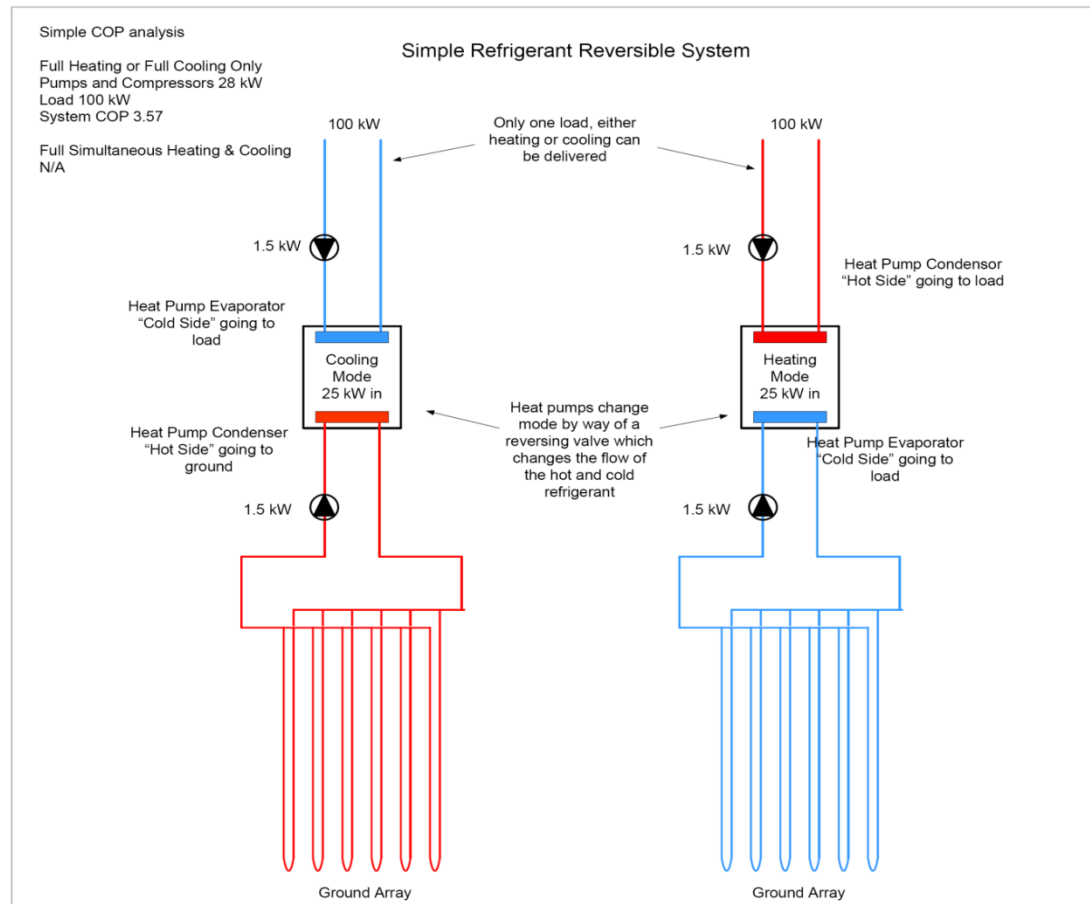 Simple COP analysis
Simple Refrigerant Reversible System
Full Heating or Full Cooling Only
Pumps and Compressors 28 kW
Load 100 kW
System COP 3.57
Full Simultaneous Heating & Cooling
N/A
100 kW
Only one load, either
heating or cooling can
be delivered
100 kW
1.5 kW
1.5 kW
Heat Pump Condensor
“Hot Side” going to
load
Heat Pump Evaporator
“Cold Side” going to
load
Cooling
Mode
25 kW in
Heating
Mode
25 kW in
Heat Pump Condenser
“Hot Side” going to
ground
Heat pumps change
mode by way of a
reversing valve which
changes the flow of
the hot and cold
refrigerant
Heat Pump Evaporator
“Cold Side” going to
load
1.5 kW
1.5 kW
Ground Array
Ground Array